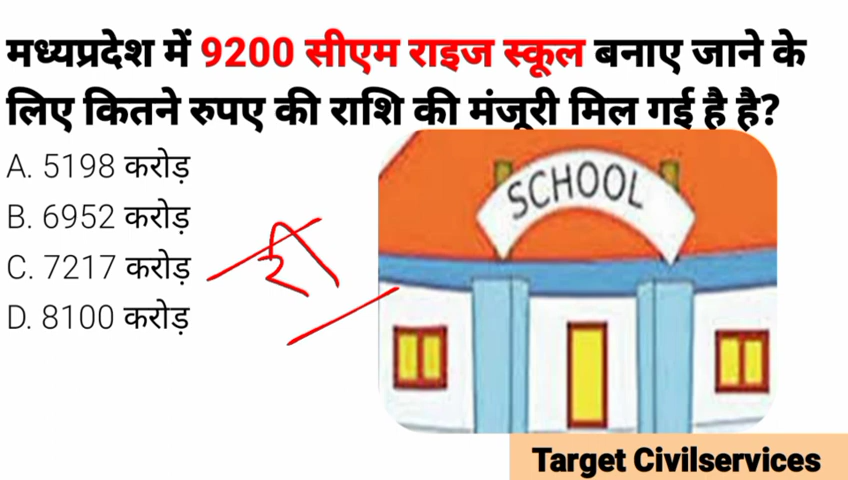 मध्यप्रदेश में 9200 सीएम राइज स्कूल बनाए जाने के
लिए कितने रुपए की राशि की मंजूरी मिल गई है है?
A. 5198 करोड़
B. 6952 करोड़
C. 7217 करोड़
D. 8100 करोड़
SCHOOL
Target Civilservices